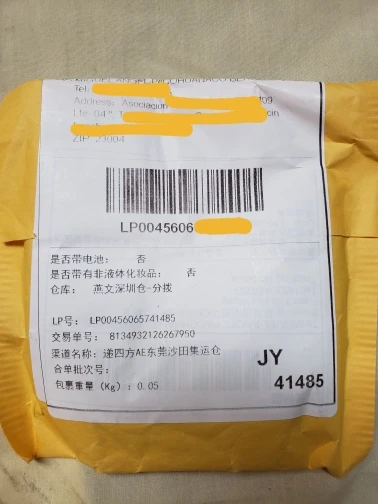 Tel:
Address: Asociacion
Lte 04
ZIP: 23004
LP0045606
是否带电池： 否
是否带有非液体化妆品： 否
仓库： 燕文深圳仓-分拨
LP号： LP00456065741485
交易单号： 8134932126267950
渠道名称：递四方AE东莞沙田集运仓
合单批次号：
包裹重量（Kg）：0.05
JY
41485